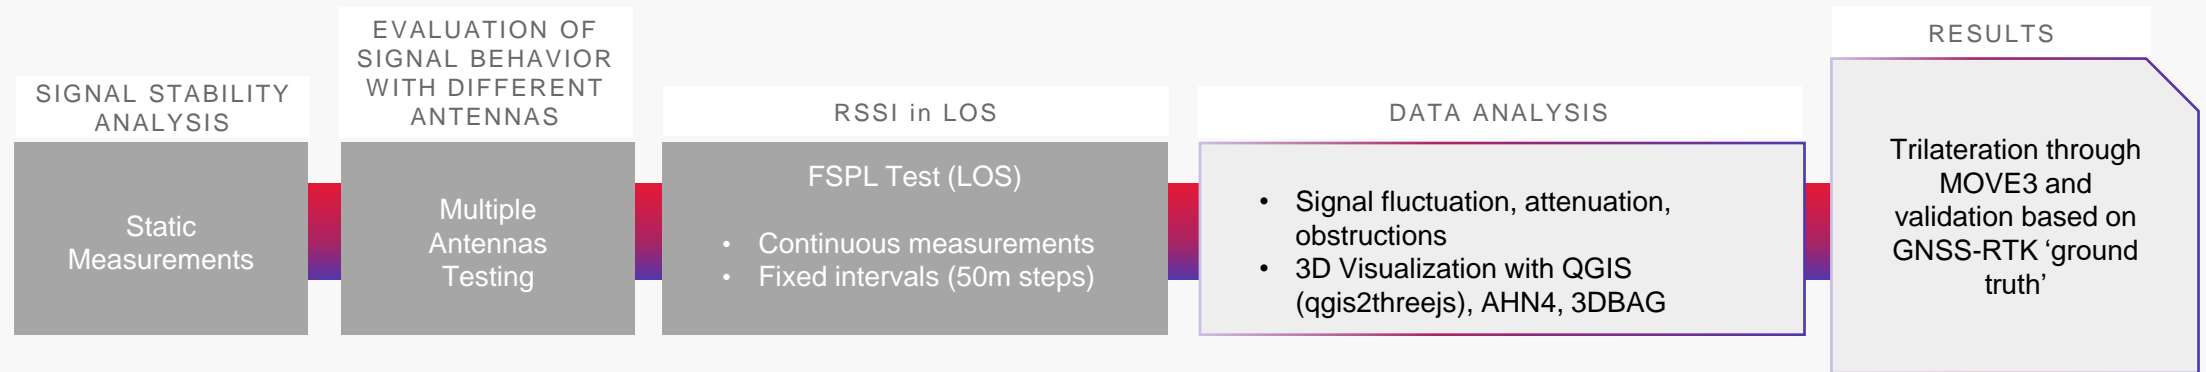 SIGNAL STABILITY
ANALYSIS
Static
Measurements
EVALUATION OF
SIGNAL BEHAVIOR
WITH DIFFERENT
ANTENNAS
Multiple
Antennas
Testing
RSSI in LOS
FSPL Test (LOS)
• Continuous measurements
• Fixed intervals (50m steps)
DATA ANALYSIS
• Signal fluctuation, attenuation,
obstructions
• 3D Visualization with QGIS
(qgis2threejs), AHN4, 3DBAG
RESULTS
Trilateration through
MOVE3 and
validation based on
GNSS-RTK ‘ground
truth’